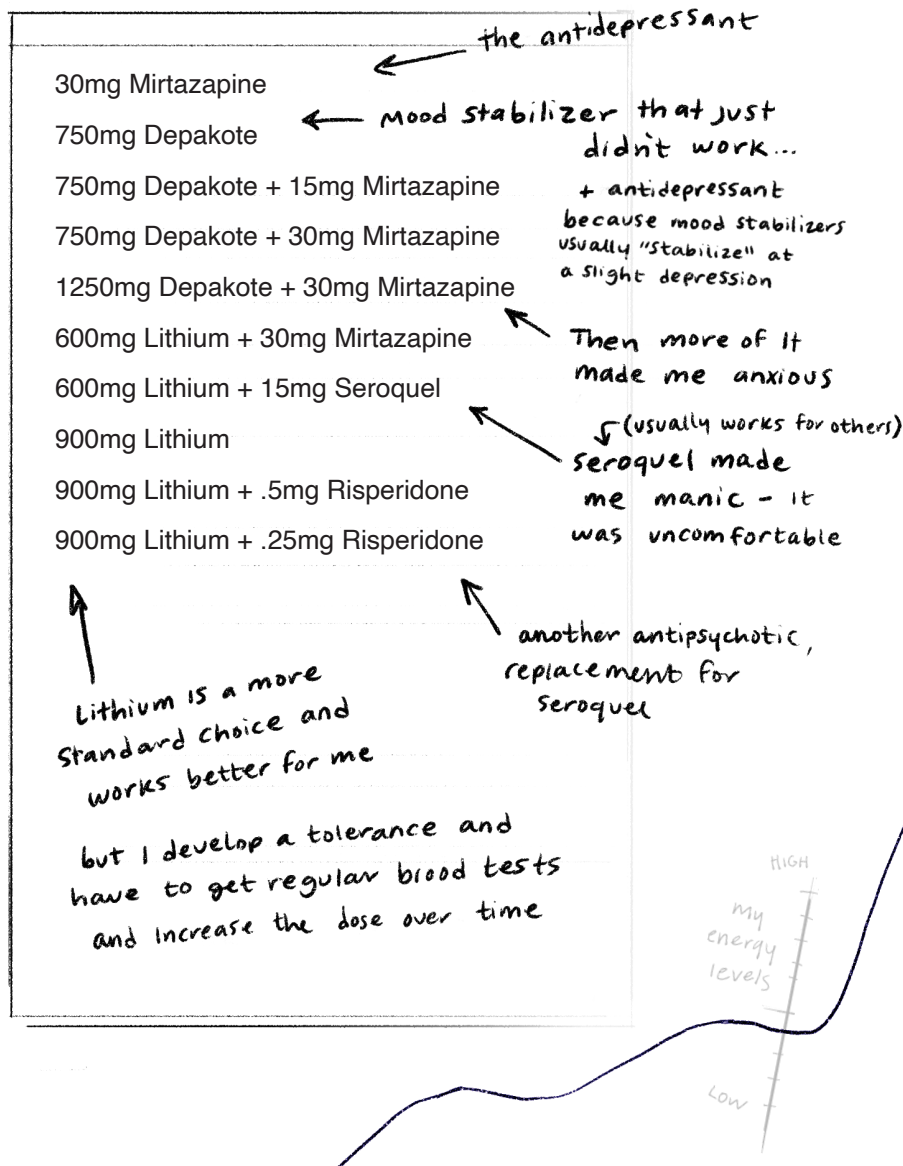 the antidepressant
30mg Mirtazapine
750mg Depakote
mood stabilizer that just
didn't work...
750mg Depakote + 15mg Mirtazapine
750mg Depakote + 30mg Mirtazapine
1250mg Depakote + 30mg Mirtazapine
+ antidepressant
because mood stabilizers
usually "stabilize" at
a slight depression
600mg Lithium + 30mg Mirtazapine
Then more of it
made me anxious
600mg Lithium + 15mg Seroquel
(usually works for others)
seroquel made
me manic - it
was uncomfortable
900mg Lithium
900mg Lithium + .5mg Risperidone
900mg Lithium + .25mg Risperidone
another antipsychotic,
replacement for
seroquel
Lithium is a more
standard choice and
works better for me
but I develop a tolerance and
have to get regular blood tests
and increase the dose over time
HIGH
my
energy
levels
LOW